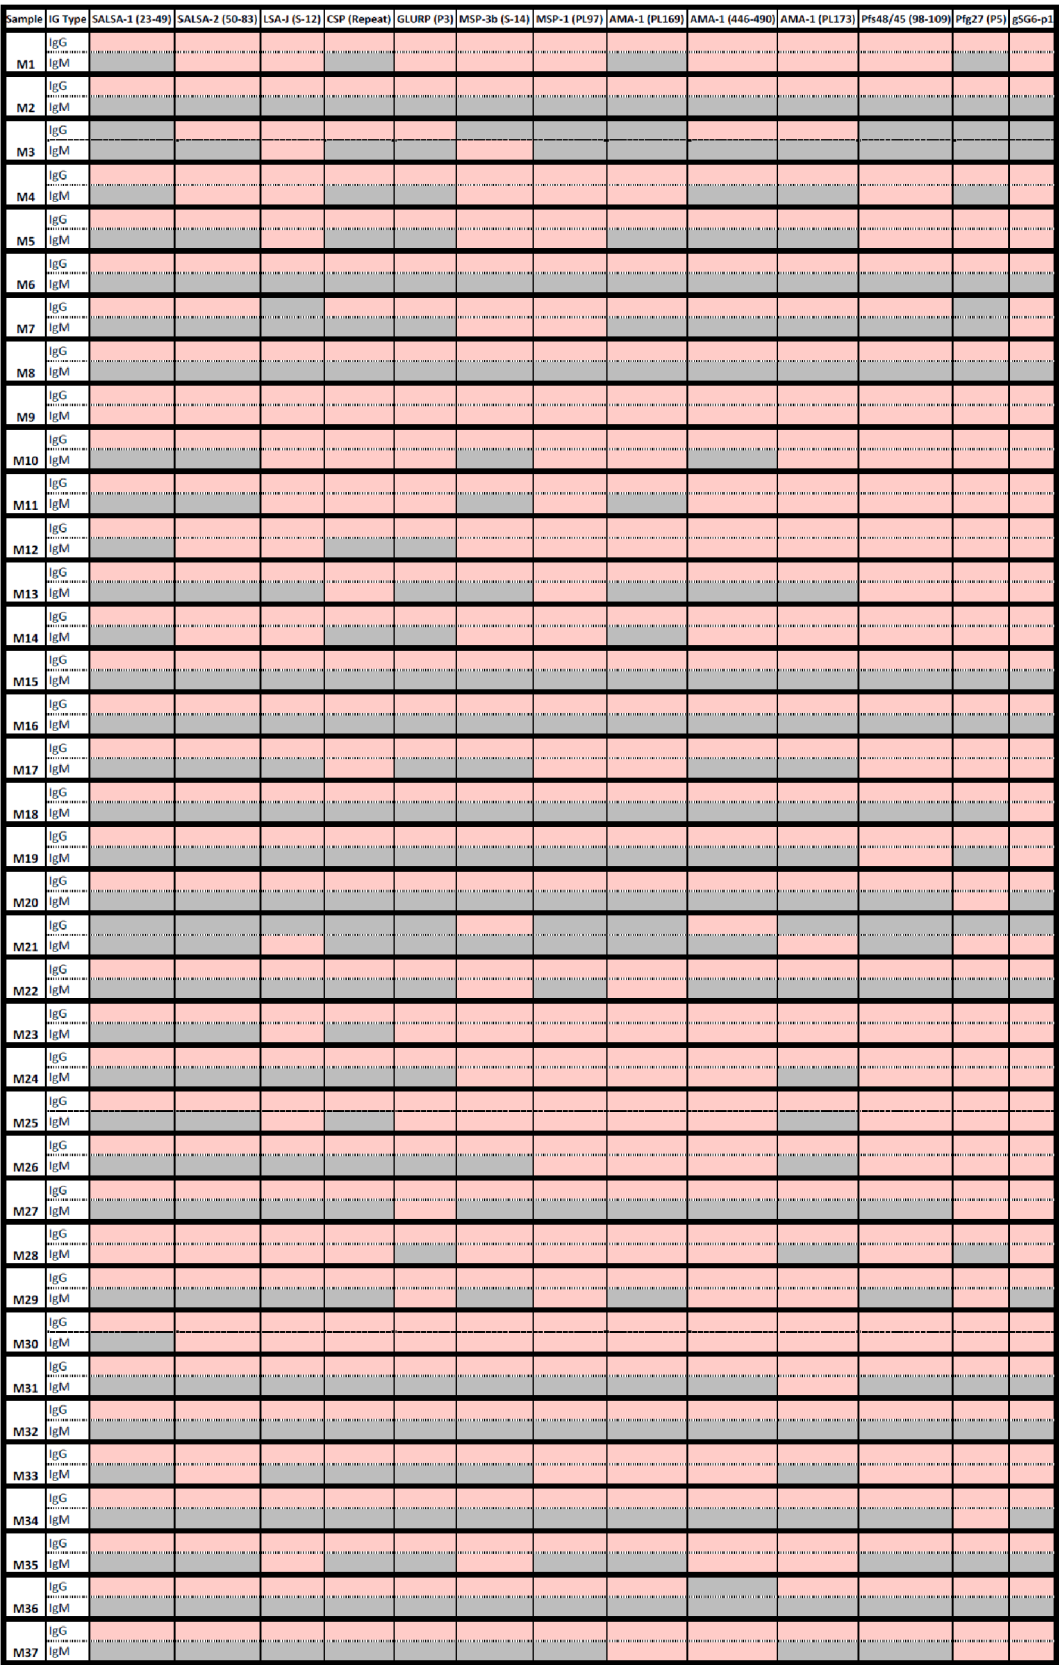 Sample IG Type SALSA-1 (23-49) SALSA-2 (50-83) LSA-J (S-12) CSP (Repeat) GLURP (P3) MSP-3b (S-14) MSP-1 (PL97) AMA-1 (PL169) AMA-1 (446-490) AMA-1 (PL173) Pfs48/45 (98-109) Pfg27 (P5) gSG6-p1
IgG
M1 IgM
IgG
M2 IgM
IgG
M3 IgM
IgG
M4 IgM
IgG
M5 IgM
IgG
M6 IgM
IgG
M7 IgM
IgG
M8 IgM
IgG
M9 IgM
IgG
M10 IgM
IgG
M11 IgM
IgG
M12 IgM
IgG
M13 IgM
IgG
M14 IgM
IgG
M15 IgM
IgG
M16 IgM
IgG
M17 IgM
IgG
M18 IgM
IgG
M19 IgM
IgG
M20 IgM
IgG
M21 IgM
IgG
M22 IgM
IgG
M23 IgM
IgG
M24 IgM
IgG
M25 IgM
IgG
M26 IgM
IgG
M27 IgM
IgG
M28 IgM
IgG
M29 IgM
IgG
M30 IgM
IgG
M31 IgM
IgG
M32 IgM
IgG
M33 IgM
IgG
M34 IgM
IgG
M35 IgM
IgG
M36 IgM
IgG
M37 IgM